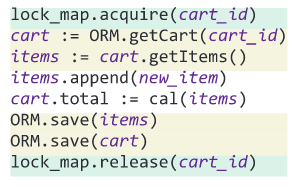 lock_map.acquire(cart_id)
cart := ORM.getCart(cart_id)
items := cart.getItems()
items.append(new_item)
cart.total := cal(items)
ORM.save(items)
ORM.save(cart)
lock_map.release(cart_id)